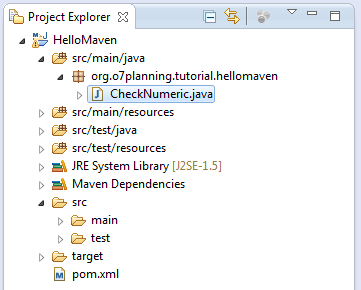 Project Explorer
HelloMaven
src/main/java
org.o7planning.tutorial.hellomaven
CheckNumeric.java
src/main/resources
src/test/java
src/test/resources
JRE System Library [J2SE-1.5]
Maven Dependencies
src
main
test
target
pom.xml